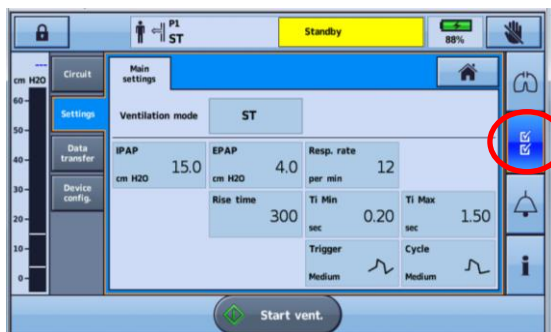 P1
ST
Standby
88%
---
cm H2O
60-
50-
40-
30-
20-
10-
0-
Circuit
Settings
Data
transfer
Device
config.
Main
settings
Ventilation mode
ST
IPAP
15.0
cm H2O
EPAP
4.0
cm H2O
Resp. rate
12
per min
Rise time
300
Ti Min
0.20
sec
Ti Max
1.50
sec
Trigger
Medium
Cycle
Medium
i
Start vent.